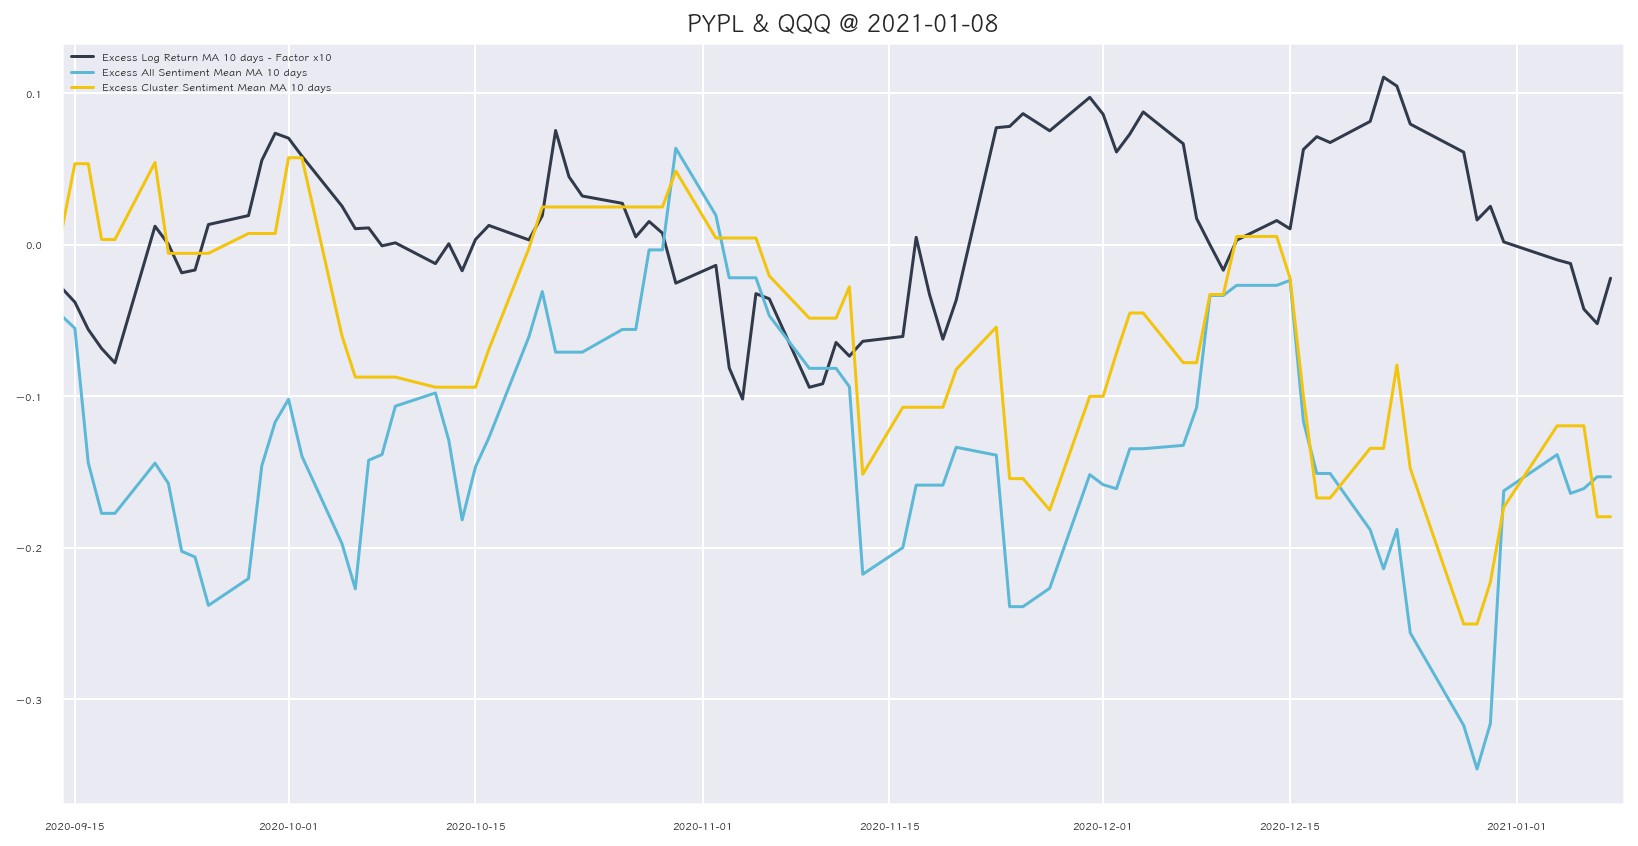 PYPL & QQQ @ 2021-01-08
Excess Log Return MA 10 days - Factor x10
Excess All Sentiment Mean MA 10 days
Excess Cluster Sentiment Mean MA 10 days
0.1
0.0
−0.1
−0.2
−0.3
2020-09-15 2020-10-01 2020-10-15 2020-11-01 2020-11-15 2020-12-01 2020-12-15 2021-01-01